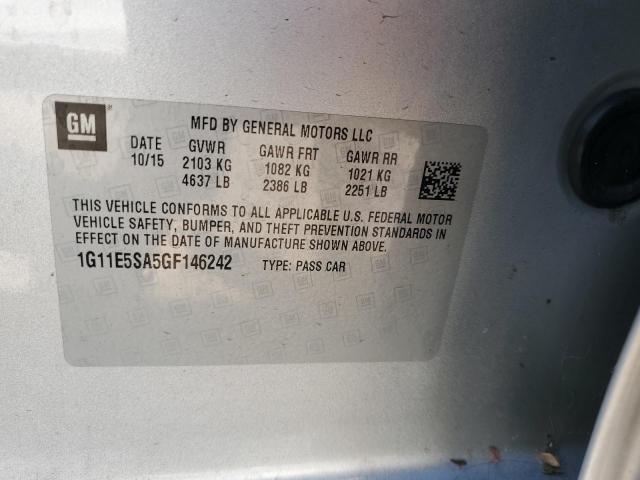 GM
MFD BY GENERAL MOTORS LLC
DATE GVWR GAWR FRT GAWR RR
10/15 2103 KG 1082 KG 1021 KG
4637 LB 2386 LB 2251 LB
THIS VEHICLE CONFORMS TO ALL APPLICABLE U.S. FEDERAL MOTOR
VEHICLE SAFETY, BUMPER, AND THEFT PREVENTION STANDARDS IN
EFFECT ON THE DATE OF MANUFACTURE SHOWN ABOVE.
1G11E5SA5GF146242 TYPE: PASS CAR